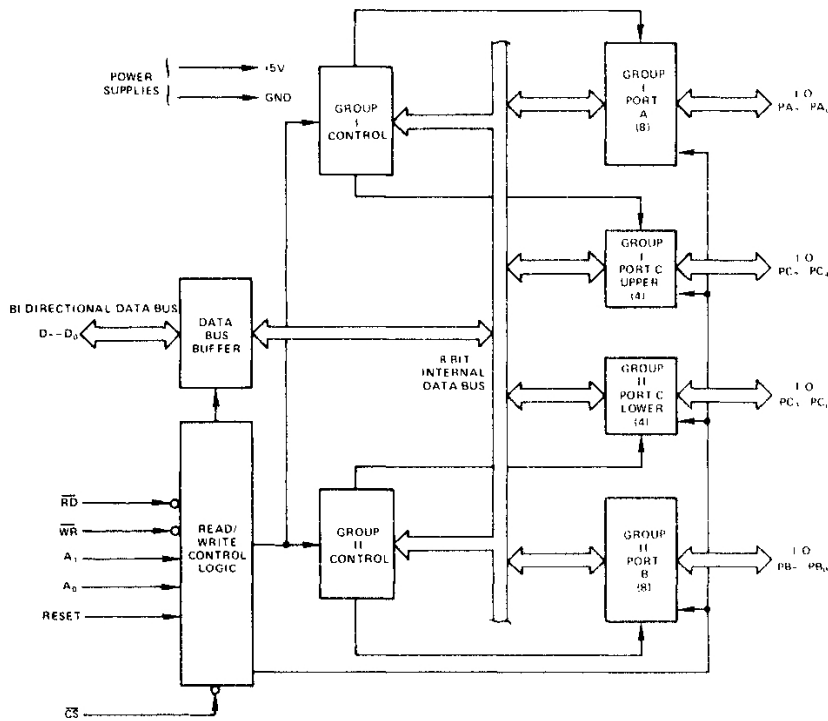 POWER
SUPPLIES
+5V
GND
GROUP
I
CONTROL
GROUP
I
PORT
A
(8)
I O
PA7 PA0
GROUP
I
PORT C
UPPER
(4)
I O
PC7 PC4
BI DIRECTIONAL DATA BUS
D7–D0
DATA
BUS
BUFFER
8 BIT
INTERNAL
DATA BUS
GROUP
II
PORT C
LOWER
(4)
I O
PC3 PC0
RD
WR
A1
A0
RESET
CS
READ/
WRITE
CONTROL
LOGIC
GROUP
II
CONTROL
GROUP
II
PORT
B
(8)
I O
PB7 PB0